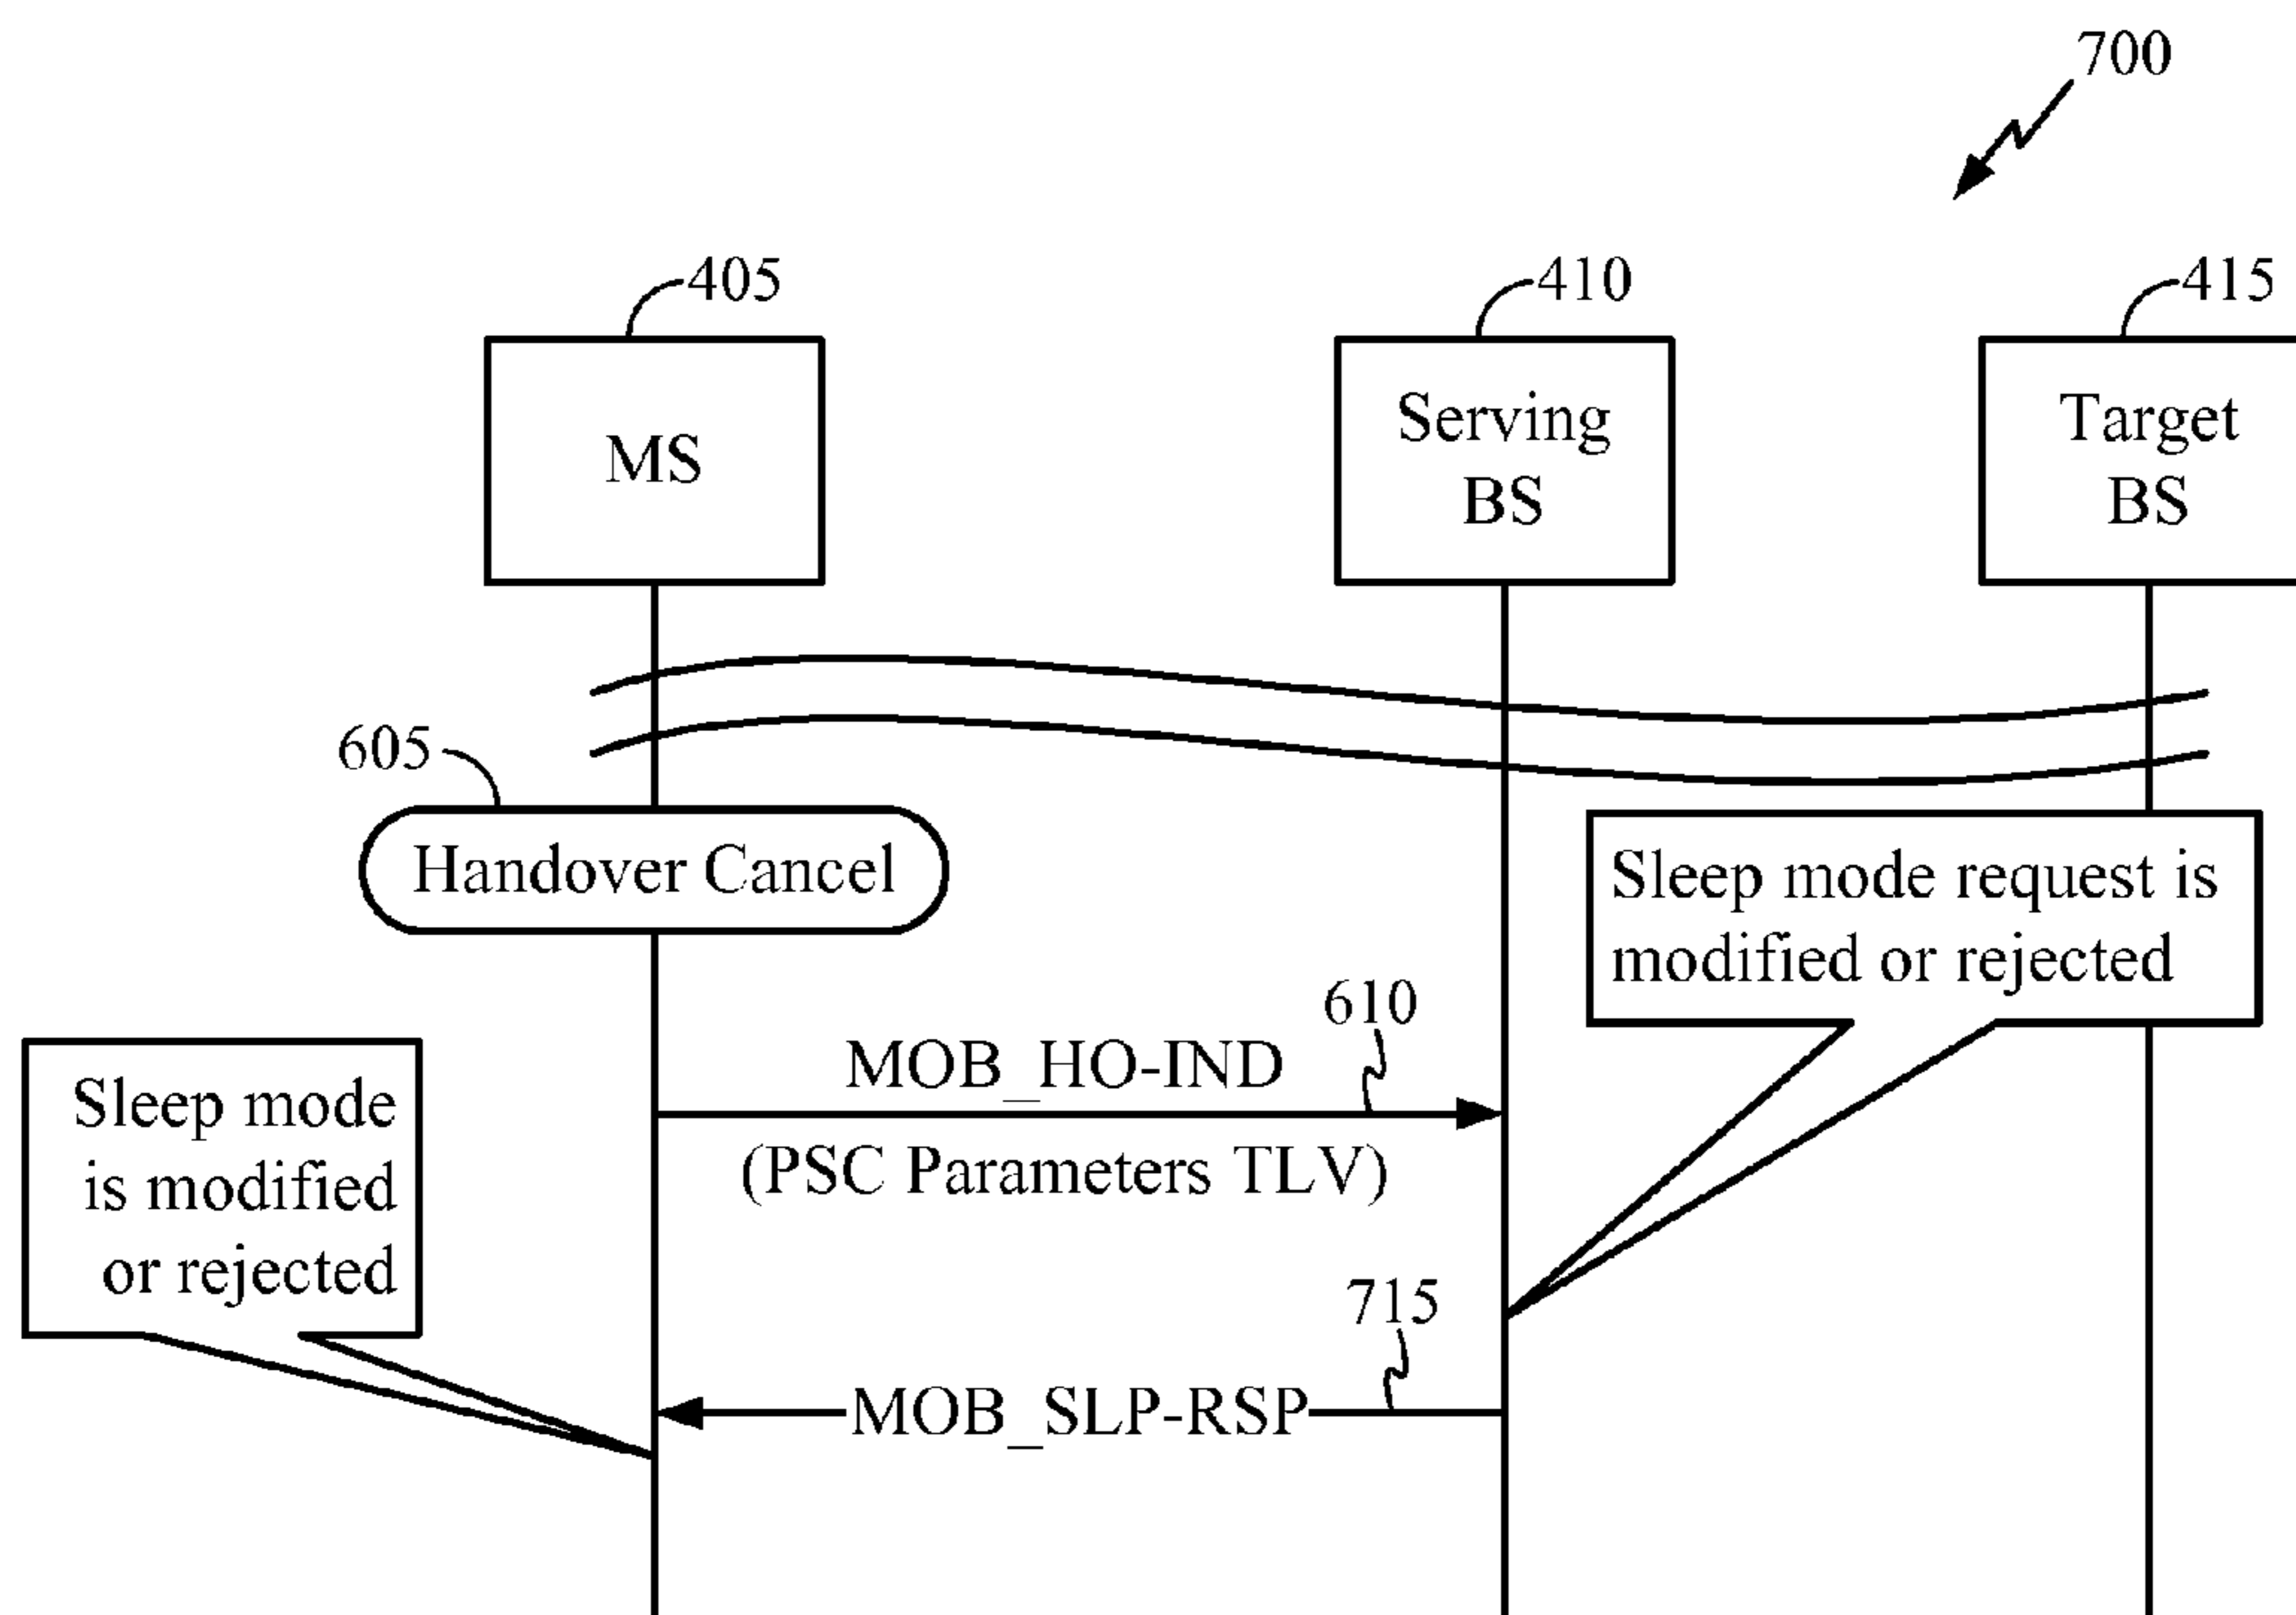 700
405
410
415
MS
Serving
BS
Target
BS
605
Handover Cancel
Sleep mode request is
modified or rejected
610
MOB_HO-IND
(PSC Parameters TLV)
Sleep mode
is modified
or rejected
715
MOB_SLP-RSP